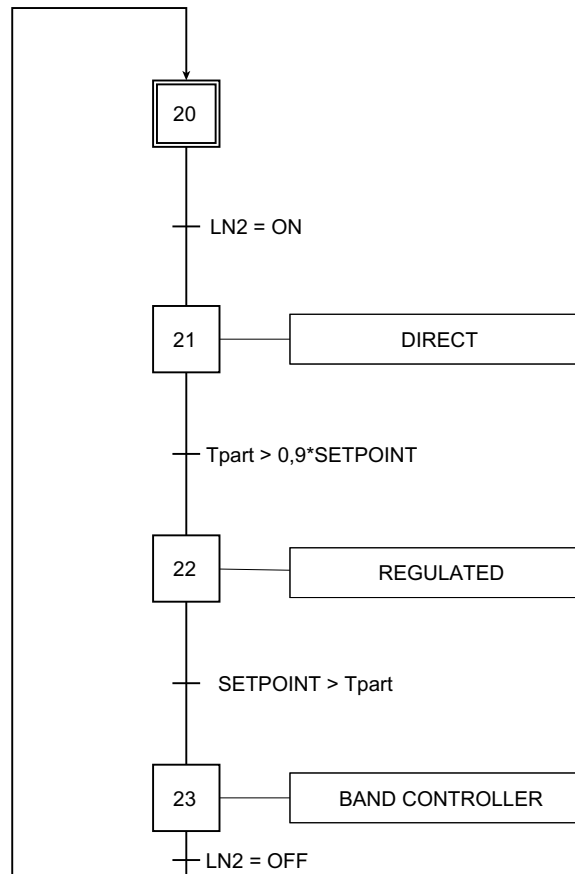 20
LN2 = ON
21
DIRECT
Tpart > 0,9*SETPOINT
22
REGULATED
SETPOINT > Tpart
23
BAND CONTROLLER
LN2 = OFF